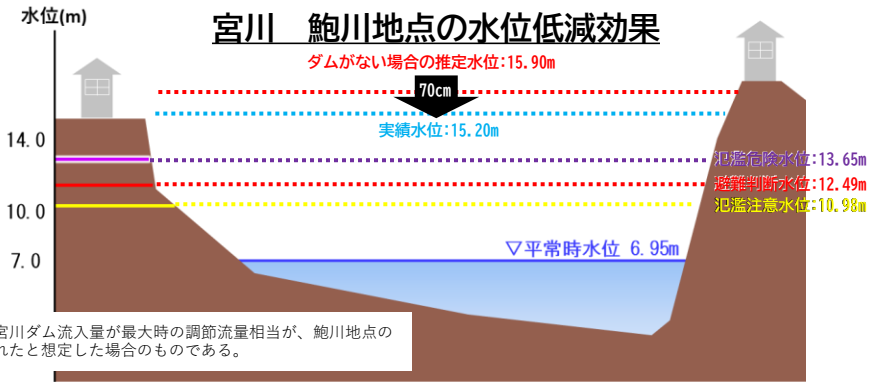 水位(m)
宮川 鮑川地点の水位低減効果
ダムがない場合の推定水位:15.90m
70cm
実績水位:15.20m
14.0
氾濫危険水位:13.65m
避難判断水位:12.49m
10.0
氾濫注意水位:10.98m
▽平常時水位 6.95m
7.0
宮川ダム流入量が最大時の調節流量相当が、鮑川地点の
れたと想定した場合のものである。